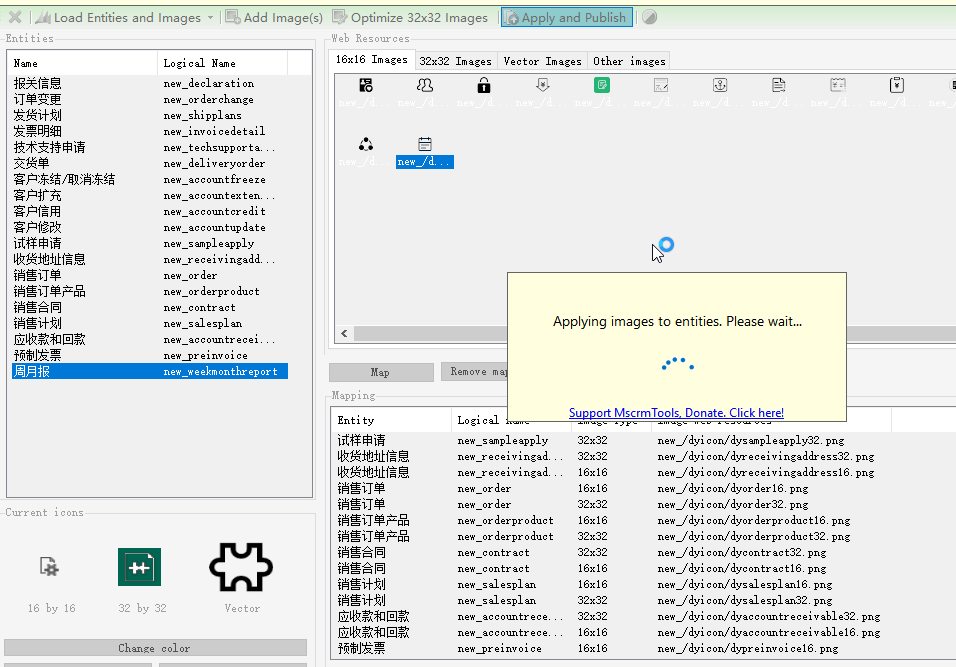 Load Entities and Images Add Image(s) Optimize 32x32 Images Apply and Publish
Entities
Name Logical Name
报关信息 new_declaration
订单变更 new_orderchange
发货计划 new_shipplans
发票明细 new_invoicedetail
技术支持申请 new_techsupporta...
交货单 new_deliveryorder
客户冻结/取消冻结 new_accountfreeze
客户扩充 new_accountexten...
客户信用 new_accountcredit
客户修改 new_accountupdate
试样申请 new_sampleapply
收货地址信息 new_receivingadd...
销售订单 new_order
销售订单产品 new_orderproduct
销售合同 new_contract
销售计划 new_salesplan
应收款和回款 new_accountrecei...
预制发票 new_preinvoice
周月报 new_weekmonthreport
Current icons
16 by 16 32 by 32 Vector
Change color
Web Resources
16x16 Images 32x32 Images Vector Images Other images
new_/d... new_/d... new_/d... new_/d... new_/d... new_/d... new_/d... new_/d... new_/d... new_/d...
new_/d... new_/d...
Applying images to entities. Please wait...
Support MscrmTools, Donate. Click here!
Map Remove
Mapping
Entity Logical
试样申请 new_sampleapply 32x32 new_/dyicon/dysampleapply32.png
收货地址信息 new_receivingad... 32x32 new_/dyicon/dyreceivingaddress32.png
收货地址信息 new_receivingad... 16x16 new_/dyicon/dyreceivingaddress16.png
销售订单 new_order 16x16 new_/dyicon/dyorder16.png
销售订单 new_order 32x32 new_/dyicon/dyorder32.png
销售订单产品 new_orderproduct 16x16 new_/dyicon/dyorderproduct16.png
销售订单产品 new_orderproduct 32x32 new_/dyicon/dyorderproduct32.png
销售合同 new_contract 32x32 new_/dyicon/dycontract32.png
销售合同 new_contract 16x16 new_/dyicon/dycontract16.png
销售计划 new_salesplan 16x16 new_/dyicon/dysalesplan16.png
销售计划 new_salesplan 32x32 new_/dyicon/dysalesplan32.png
应收款和回款 new_accountrece... 32x32 new_/dyicon/dyaccountreceivable32.png
应收款和回款 new_accountrece... 16x16 new_/dyicon/dyaccountreceivable16.png
预制发票 new_preinvoice 16x16 new_/dyicon/dypreinvoice16.png